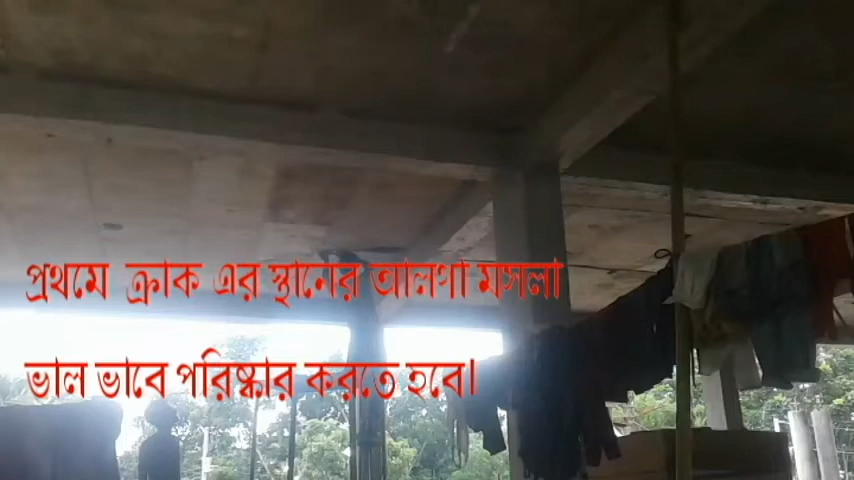 প্রথমে ক্রাক এর স্থানের আলগা মসলা
ভাল ভাবে পরিষ্কার করতে হবে।